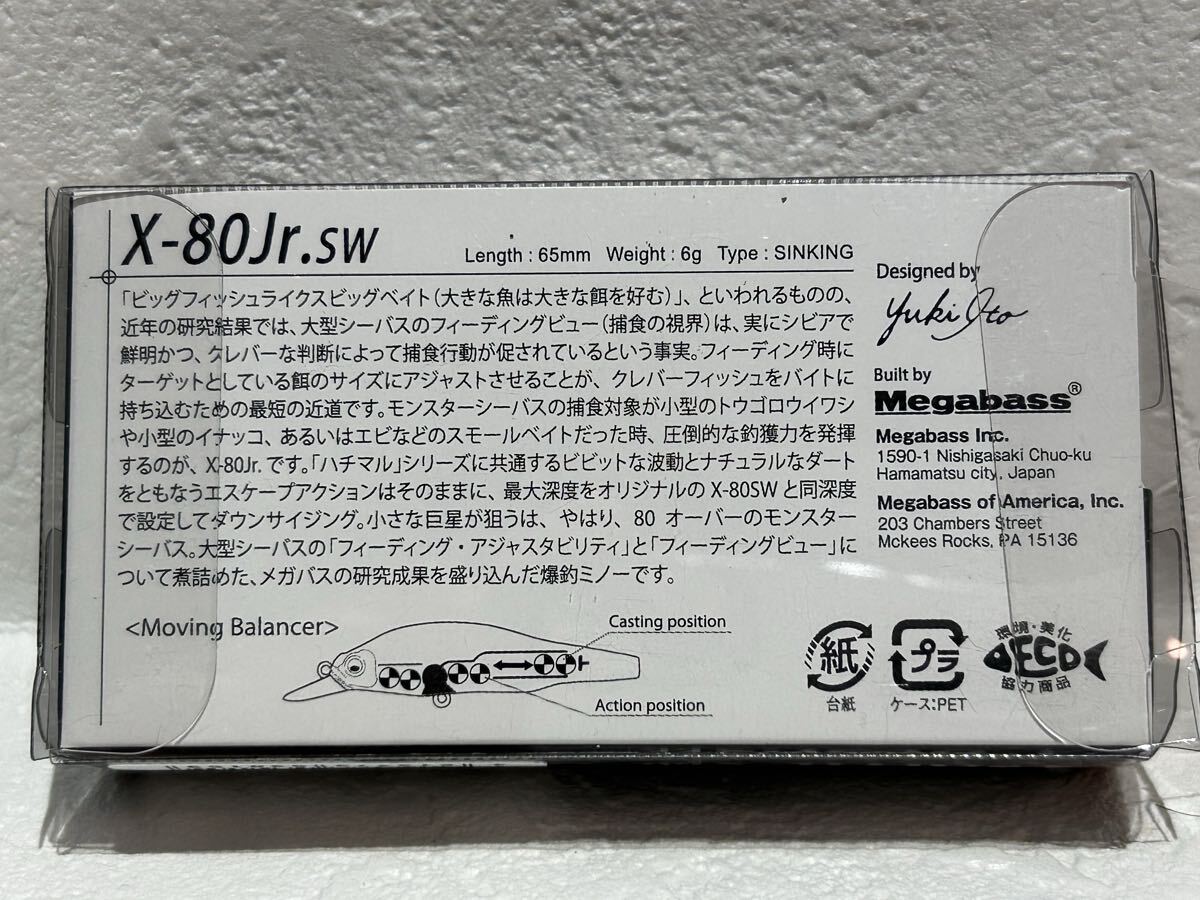 X-80Jr.SW
Length : 65mm Weight : 6g Type : SINKING
「ビッグフィッシュライクスビッグベイト(大きな魚は大きな餌を好む)」、といわれるものの、
近年の研究結果では、大型シーバスのフィーディングビュー(捕食の視界)は、実にシビアで
鮮明かつ、クレバーな判断によって捕食行動が促されているという事実。フィーディング時に
ターゲットとしている餌のサイズにアジャストさせることが、クレバーフィッシュをバイトに
持ち込むための最短の近道です。モンスターシーバスの捕食対象が小型のトウゴロウイワシ
や小型のイナッコ、あるいはエビなどのスモールベイトだった時、圧倒的な釣獲力を発揮
するのが、X-80Jr.です。「ハチマル」シリーズに共通するビビットな波動とナチュラルなダート
をともなうエスケープアクションはそのままに、最大深度をオリジナルのX-80SWと同深度
で設定してダウンサイジング。小さな巨星が狙うは、やはり、80オーバーのモンスター
シーバス。大型シーバスの「フィーディング・アジャスタビリティ」と「フィーディングビュー」に
ついて煮詰めた、メガバスの研究成果を盛り込んだ爆釣ミノーです。
Designed by
Yuki Ito
Built by
Megabass®
Megabass Inc.
1590-1 Nishigasaki Chuo-ku
Hamamatsu city, Japan
Megabass of America, Inc.
203 Chambers Street
Mckees Rocks, PA 15136
<Moving Balancer>
Casting position
Action position
紙
台紙
プラ
ケース:PET
環境・美化
ECO
協力商品